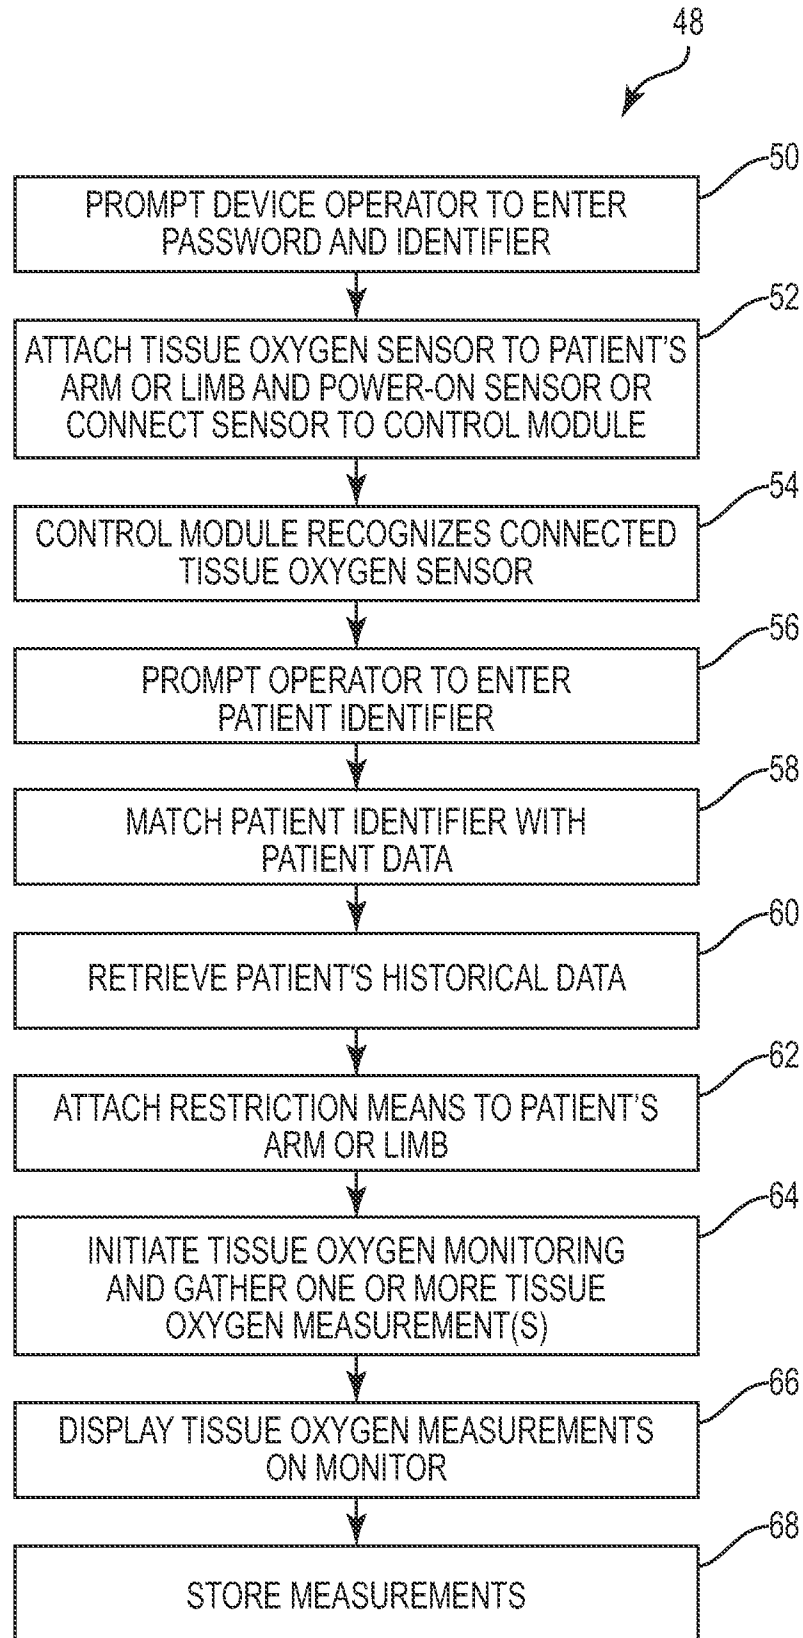 48
50
PROMPT DEVICE OPERATOR TO ENTER
PASSWORD AND IDENTIFIER
52
ATTACH TISSUE OXYGEN SENSOR TO PATIENT'S
ARM OR LIMB AND POWER-ON SENSOR OR
CONNECT SENSOR TO CONTROL MODULE
54
CONTROL MODULE RECOGNIZES CONNECTED
TISSUE OXYGEN SENSOR
56
PROMPT OPERATOR TO ENTER
PATIENT IDENTIFIER
58
MATCH PATIENT IDENTIFIER WITH
PATIENT DATA
60
RETRIEVE PATIENT'S HISTORICAL DATA
62
ATTACH RESTRICTION MEANS TO PATIENT'S
ARM OR LIMB
64
INITIATE TISSUE OXYGEN MONITORING
AND GATHER ONE OR MORE TISSUE
OXYGEN MEASUREMENT(S)
66
DISPLAY TISSUE OXYGEN MEASUREMENTS
ON MONITOR
68
STORE MEASUREMENTS